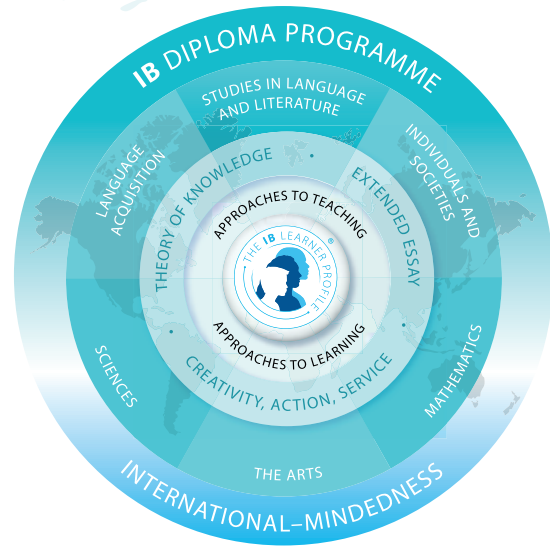 IB DIPLOMA PROGRAMME
STUDIES IN LANGUAGE
AND LITERATURE
LANGUAGE
ACQUISITION
INDIVIDUALS AND
SOCIETIES
THEORY OF KNOWLEDGE
EXTENDED ESSAY
APPROACHES TO TEACHING
THE IB LEARNER PROFILE ®
APPROACHES TO LEARNING
CREATIVITY, ACTION, SERVICE
SCIENCES
MATHEMATICS
THE ARTS
INTERNATIONAL–MINDEDNESS